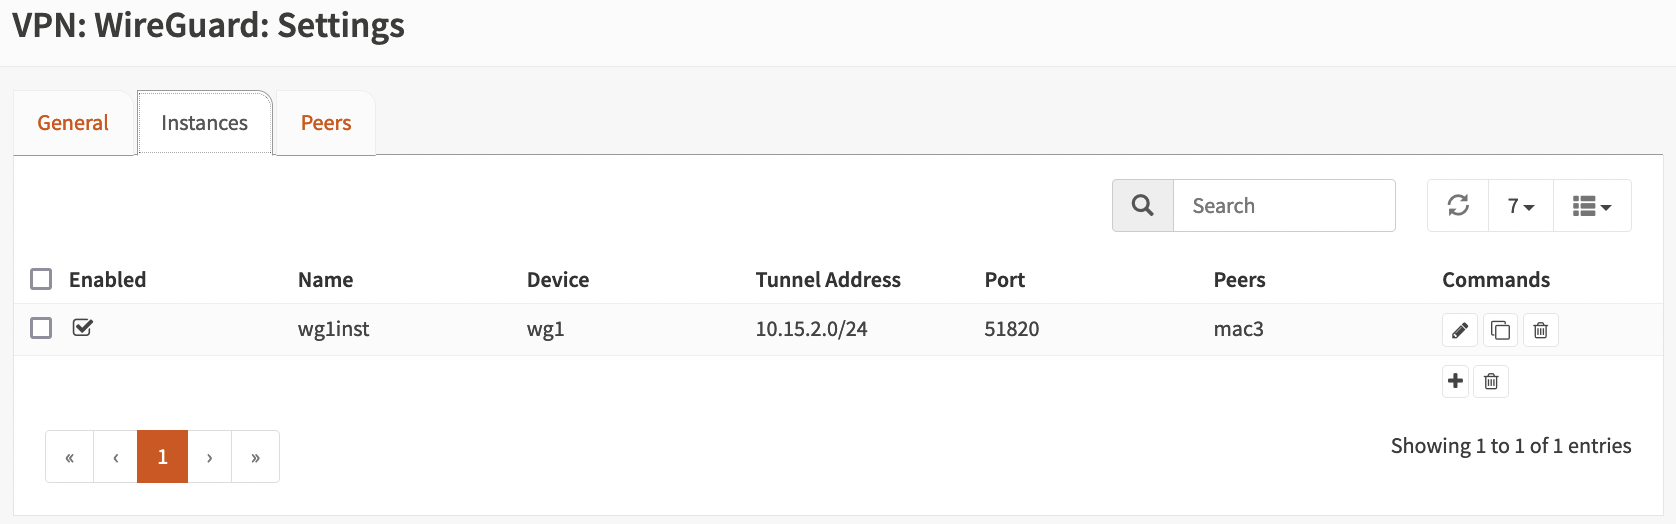 VPN: WireGuard: Settings
General Instances Peers
Search 7
Enabled Name Device Tunnel Address Port Peers Commands
wg1inst wg1 10.15.2.0/24 51820 mac3
« ‹ 1 › »
Showing 1 to 1 of 1 entries